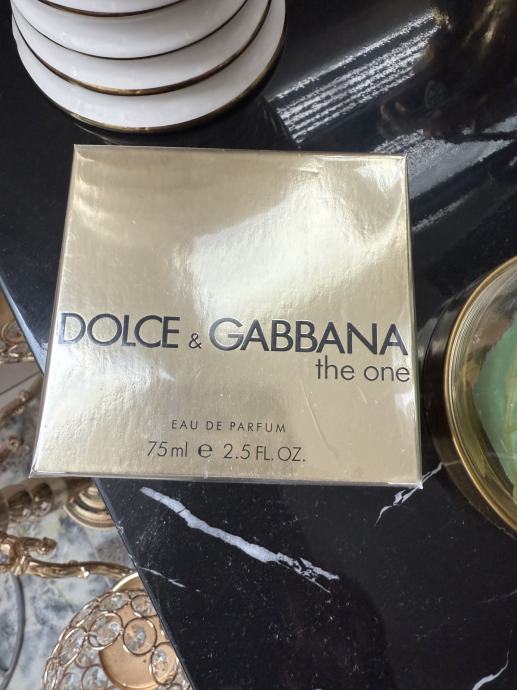 DOLCE & GABBANA
the one
EAU DE PARFUM
75ml e 2.5 FL.OZ.